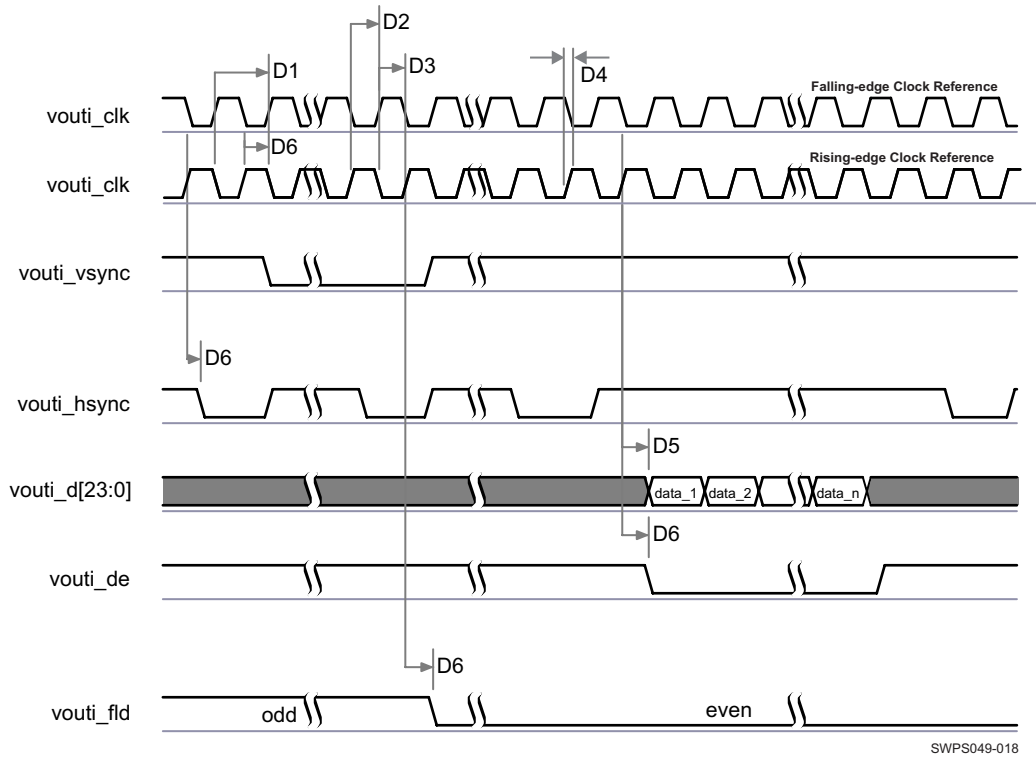 D2
D1
D3
D4
Falling-edge Clock Reference
vouti_clk
D6
Rising-edge Clock Reference
vouti_clk
vouti_vsync
D6
vouti_hsync
D5
vouti_d[23:0]
data_1
data_2
data_n
D6
vouti_de
D6
vouti_fld
odd
even
SWPS049-018